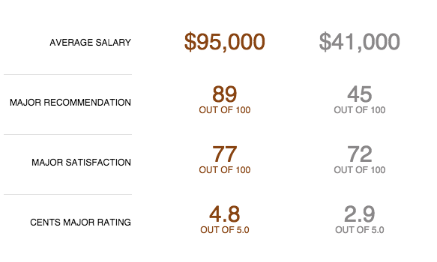 AVERAGE SALARY $95,000 $41,000
MAJOR RECOMMENDATION 89 45
OUT OF 100 OUT OF 100
MAJOR SATISFACTION 77 72
OUT OF 100 OUT OF 100
CENTS MAJOR RATING 4.8 2.9
OUT OF 5.0 OUT OF 5.0